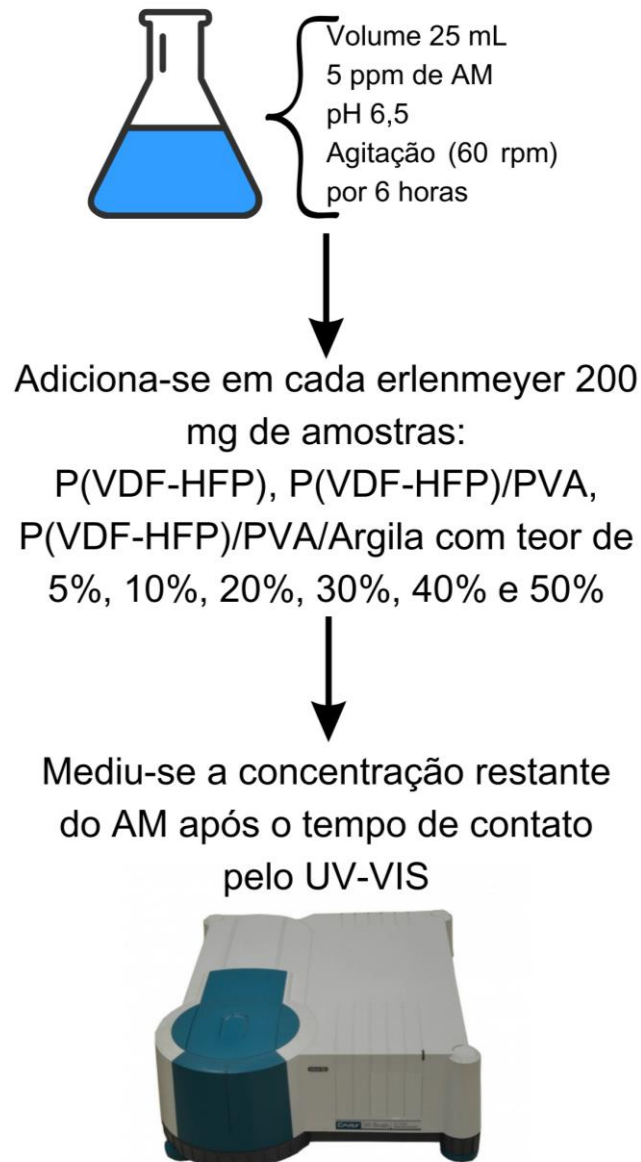 Volume 25 mL
5 ppm de AM
pH 6,5
Agitação (60 rpm)
por 6 horas
Adiciona-se em cada erlenmeyer 200
mg de amostras:
P(VDF-HFP), P(VDF-HFP)/PVA,
P(VDF-HFP)/PVA/Argila com teor de
5%, 10%, 20%, 30%, 40% e 50%
Mediu-se a concentração restante
do AM após o tempo de contato
pelo UV-VIS